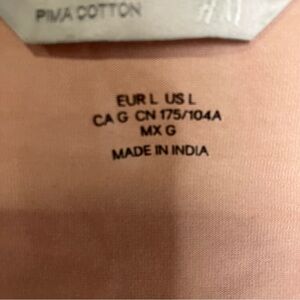 PIMA COTTON
EUR L US L
CA G CN 175/104A
MX G
MADE IN INDIA